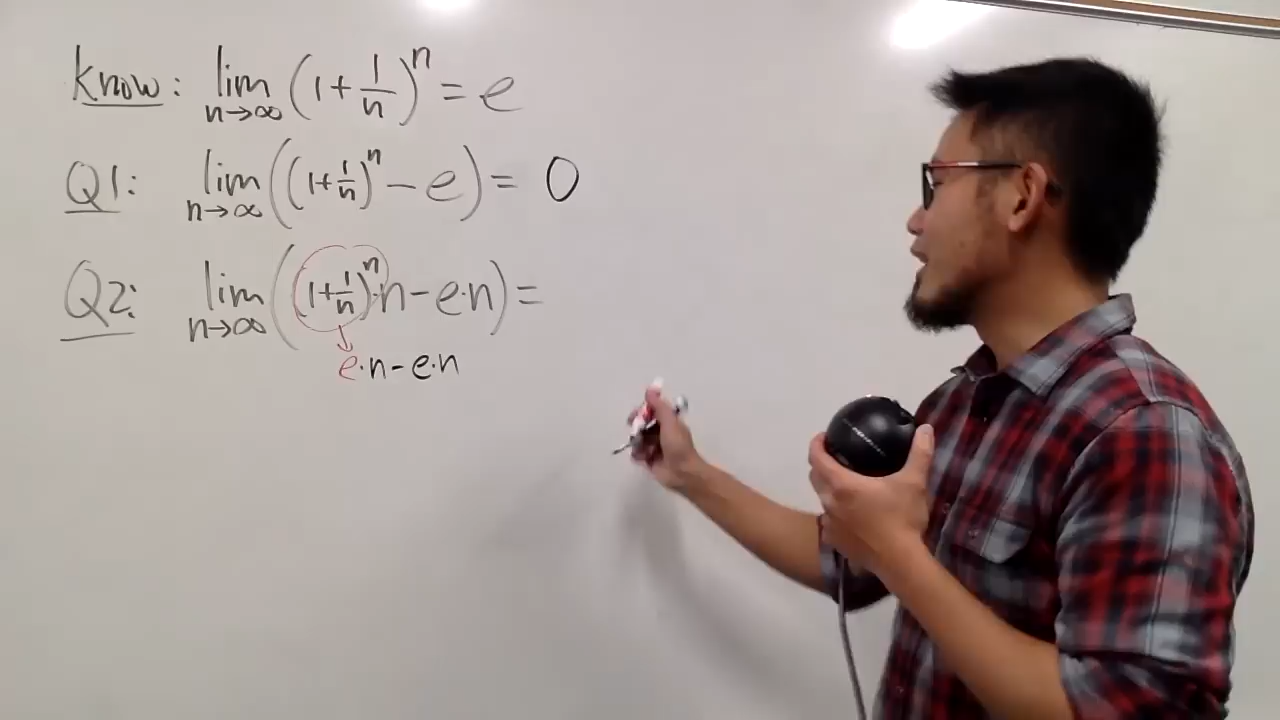 Know: lim n→∞ (1+1/n)^n = e
Q1: lim n→∞ ((1+1/n)^n - e) = 0
Q2: lim n→∞ ((1+1/n)^n·n - e·n) =
e·n - e·n